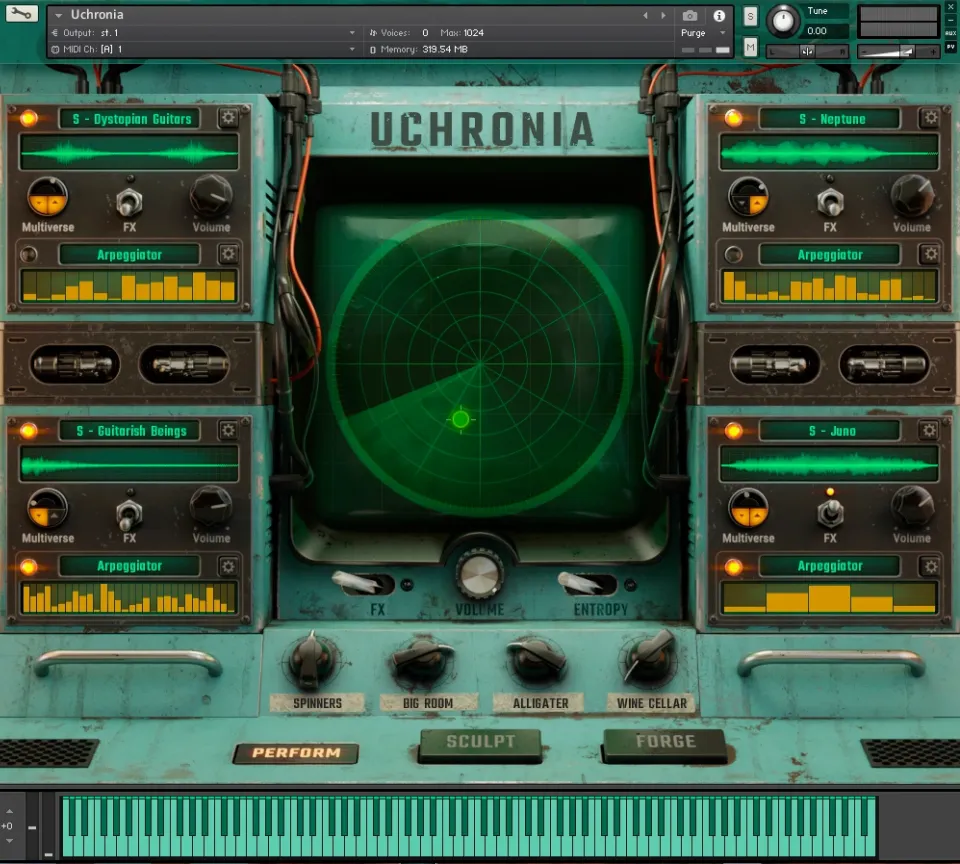 Uchronia
Output: st. 1
Voices: 0 Max: 1024
Purge
MIDI Ch: [A] 1
Memory: 319.54 MB
S
M
Tune
0.00
L R
- +
AUX
PV
UCHRONIA
S - Dystopian Guitars
Multiverse FX Volume
Arpeggiator
S - Neptune
Multiverse FX Volume
Arpeggiator
S - Guitarish Beings
Multiverse FX Volume
Arpeggiator
S - Juno
Multiverse FX Volume
Arpeggiator
FX VOLUME ENTROPY
SPINNERS BIG ROOM ALLIGATER WINE CELLAR
PERFORM SCULPT FORGE
+0